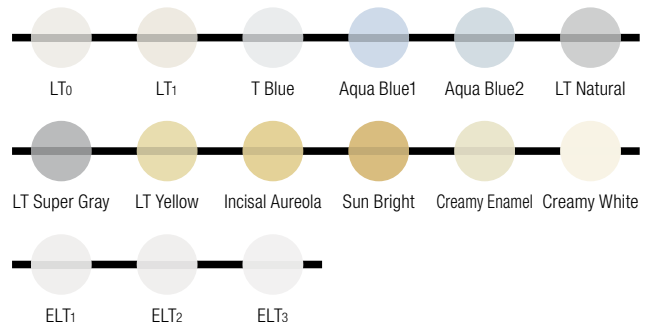 LT₀ LT₁ T Blue Aqua Blue1 Aqua Blue2 LT Natural
LT Super Gray LT Yellow Incisal Aureola Sun Bright Creamy Enamel Creamy White
ELT₁ ELT₂ ELT₃